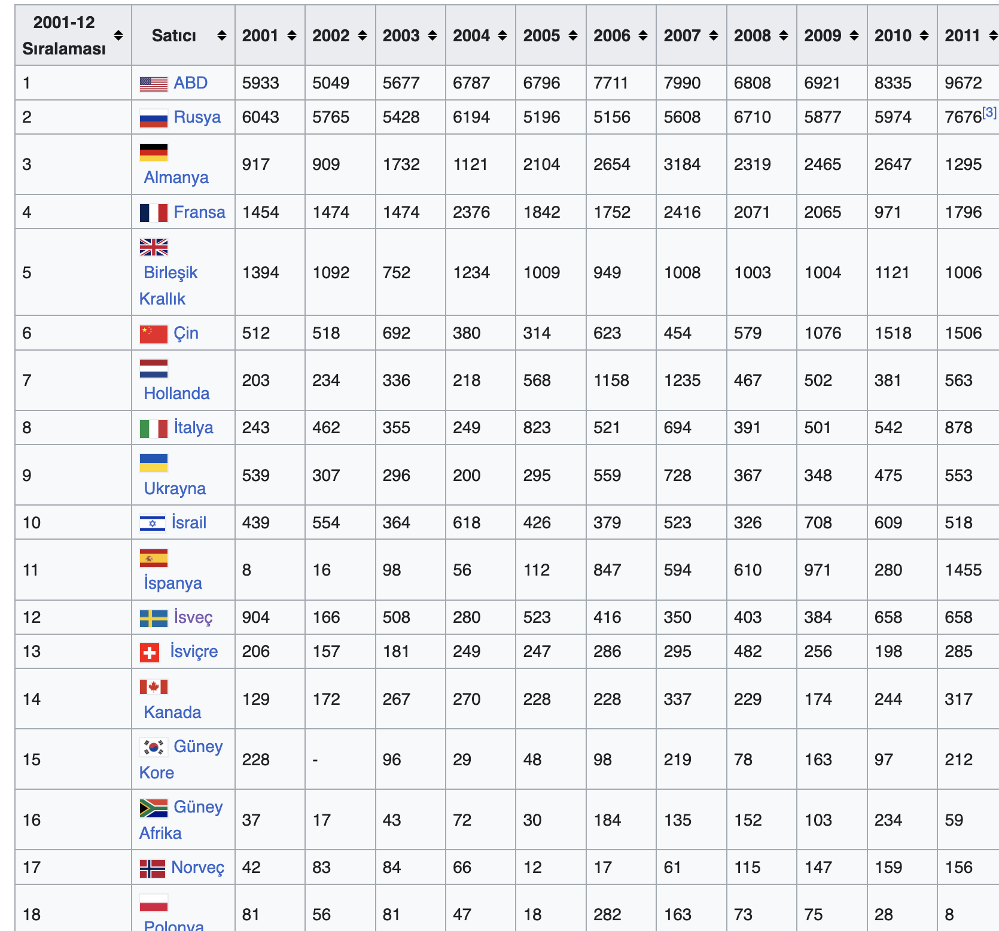 2001-12 Sıralaması Satıcı 2001 2002 2003 2004 2005 2006 2007 2008 2009 2010 2011
1 ABD 5933 5049 5677 6787 6796 7711 7990 6808 6921 8335 9672
2 Rusya 6043 5765 5428 6194 5196 5156 5608 6710 5877 5974 7676[3]
3 Almanya 917 909 1732 1121 2104 2654 3184 2319 2465 2647 1295
4 Fransa 1454 1474 1474 2376 1842 1752 2416 2071 2065 971 1796
5 Birleşik Krallık 1394 1092 752 1234 1009 949 1008 1003 1004 1121 1006
6 Çin 512 518 692 380 314 623 454 579 1076 1518 1506
7 Hollanda 203 234 336 218 568 1158 1235 467 502 381 563
8 İtalya 243 462 355 249 823 521 694 391 501 542 878
9 Ukrayna 539 307 296 200 295 559 728 367 348 475 553
10 İsrail 439 554 364 618 426 379 523 326 708 609 518
11 İspanya 8 16 98 56 112 847 594 610 971 280 1455
12 İsveç 904 166 508 280 523 416 350 403 384 658 658
13 İsviçre 206 157 181 249 247 286 295 482 256 198 285
14 Kanada 129 172 267 270 228 228 337 229 174 244 317
15 Güney Kore 228 - 96 29 48 98 219 78 163 97 212
16 Güney Afrika 37 17 43 72 30 184 135 152 103 234 59
17 Norveç 42 83 84 66 12 17 61 115 147 159 156
18 Polonya 81 56 81 47 18 282 163 73 75 28 8